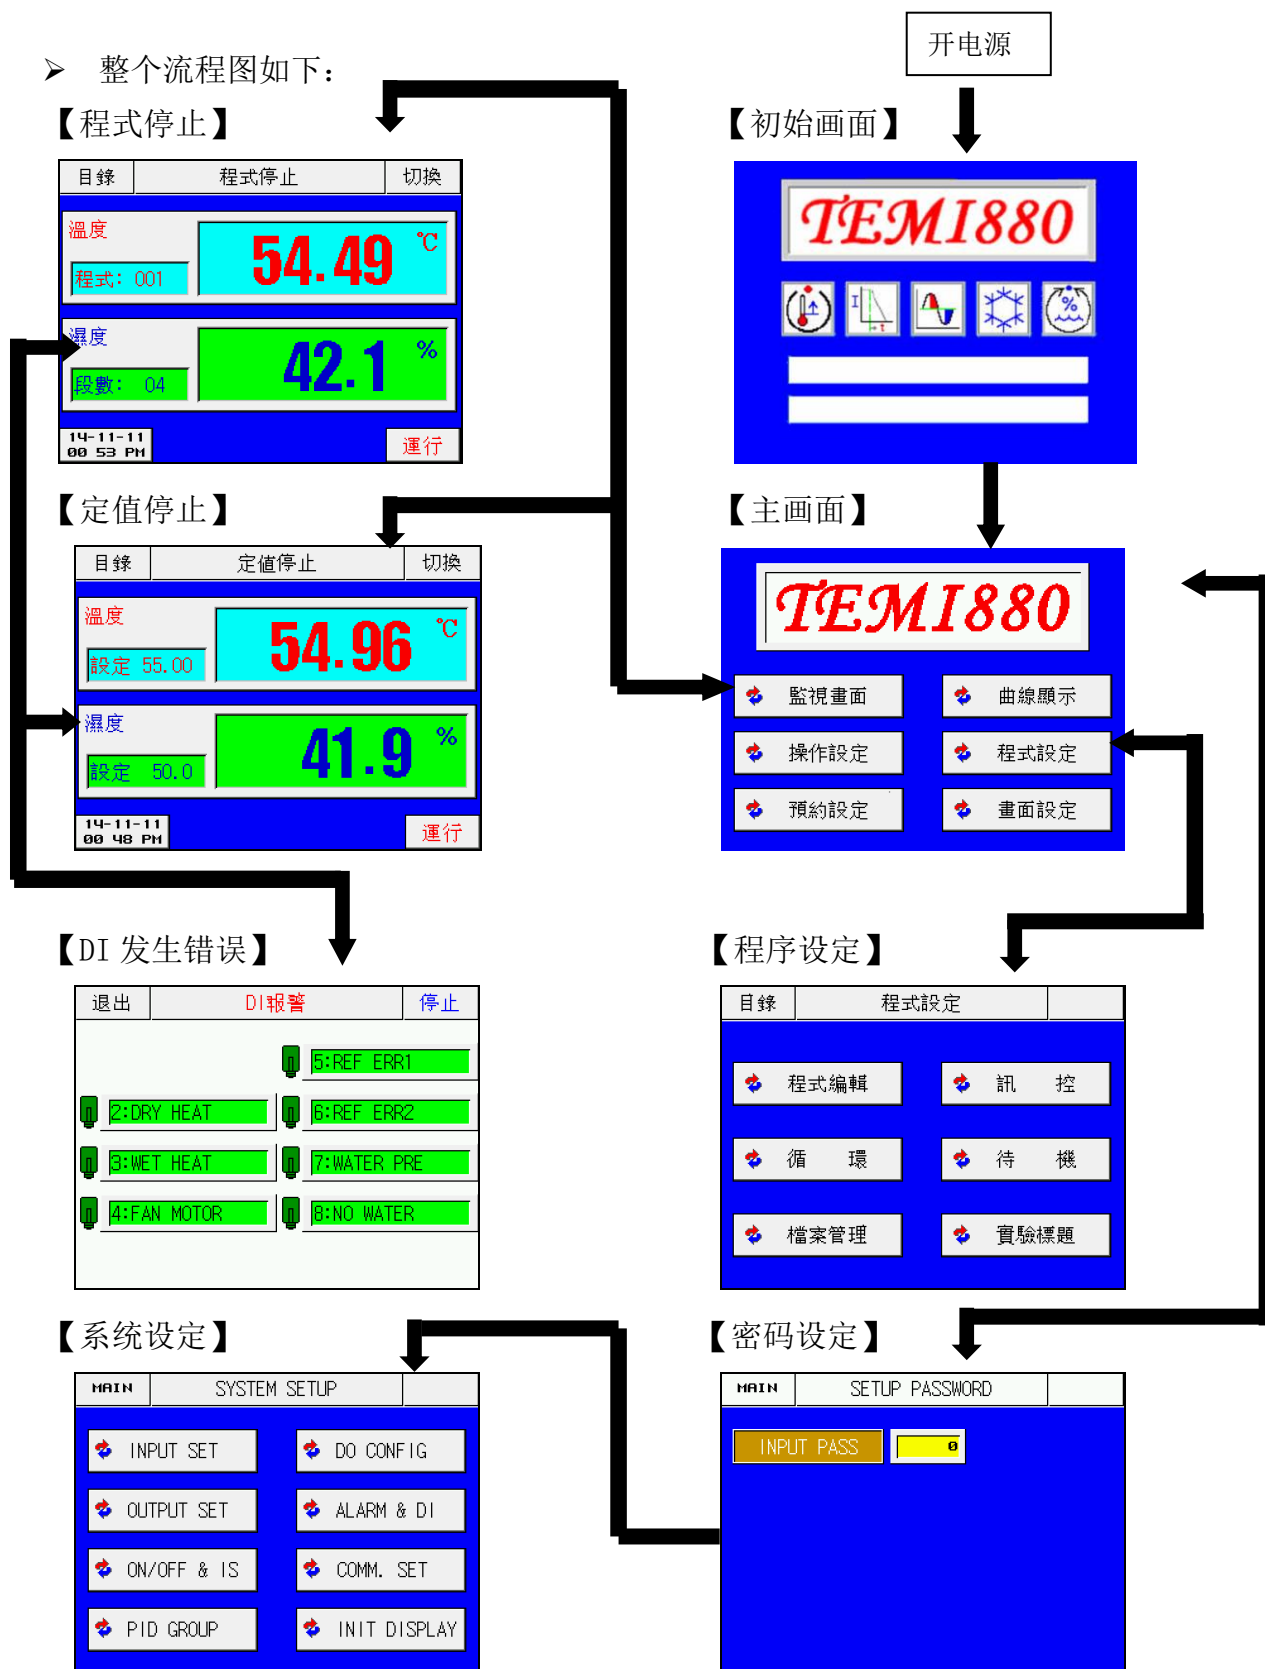 开电源
➢ 整个流程图如下：
【程式停止】
目錄 程式停止 切換
溫度
54.49 ℃
程式: 001
濕度
42.1 %
段數: 04
14-11-11
00 53 PM
運行
【初始画面】
TEMI880
I
t
%
【定值停止】
目錄 定値停止 切換
溫度
54.96 ℃
設定 55.00
濕度
41.9 %
設定 50.0
14-11-11
00 48 PM
運行
【主画面】
TEMI880
監視畫面 曲線顯示
操作設定 程式設定
預約設定 畫面設定
【DI 发生错误】
退出 DI報警 停止
5:REF ERR1
2:DRY HEAT 6:REF ERR2
3:WET HEAT 7:WATER PRE
4:FAN MOTOR 8:NO WATER
【程序设定】
目錄 程式設定
程式編輯 訊 控
循 環 待 機
檔案管理 實驗標題
【系统设定】
MAIN SYSTEM SETUP
INPUT SET DO CONFIG
OUTPUT SET ALARM & DI
ON/OFF & IS COMM. SET
PID GROUP INIT DISPLAY
【密码设定】
MAIN SETUP PASSWORD
INPUT PASS 0